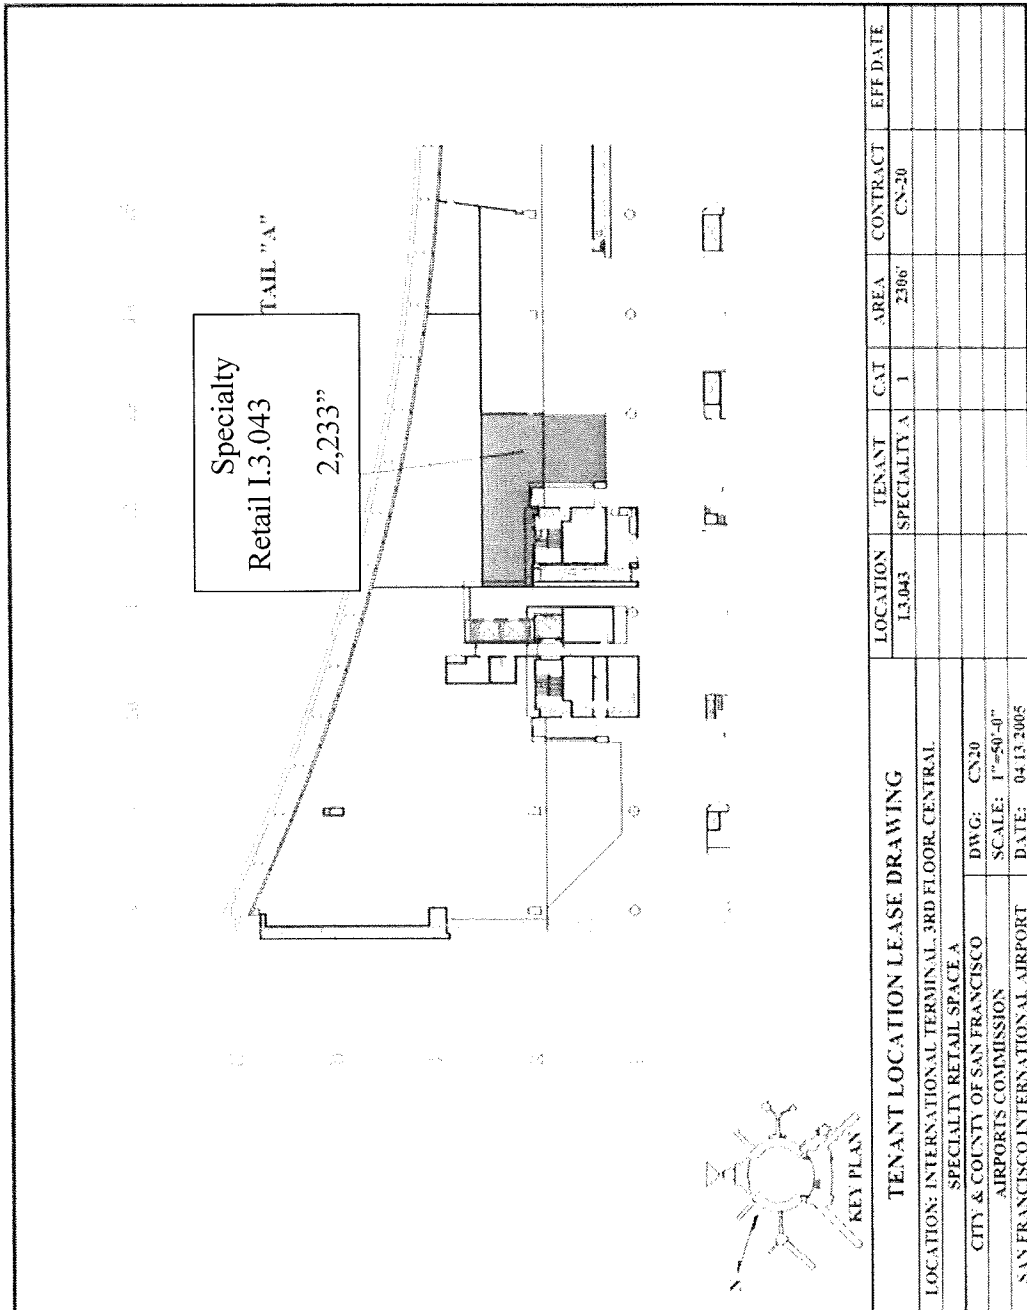 TAIL "A"
Specialty
Retail I.3.043
2,233”
N
KEY PLAN
TENANT LOCATION LEASE DRAWING
LOCATION: INTERNATIONAL TERMINAL, 3RD FLOOR, CENTRAL
SPECIALTY RETAIL SPACE A
CITY & COUNTY OF SAN FRANCISCO
AIRPORTS COMMISSION
SAN FRANCISCO INTERNATIONAL AIRPORT
DWG: CN20
SCALE: 1"=50'-0"
DATE: 04.13.2005
LOCATION TENANT CAT AREA CONTRACT EFF DATE
I.3.043 SPECIALTY A 1 2306' CN-20